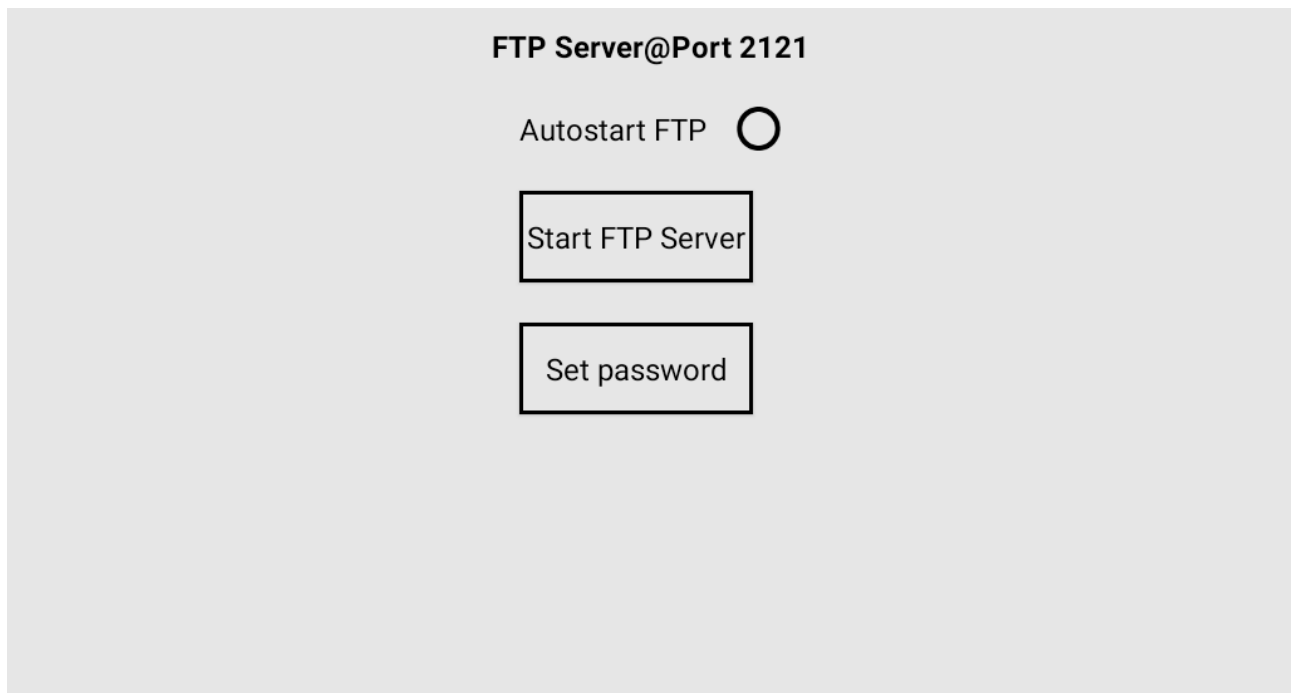 FTP Server@Port 2121
Autostart FTP
Start FTP Server
Set password